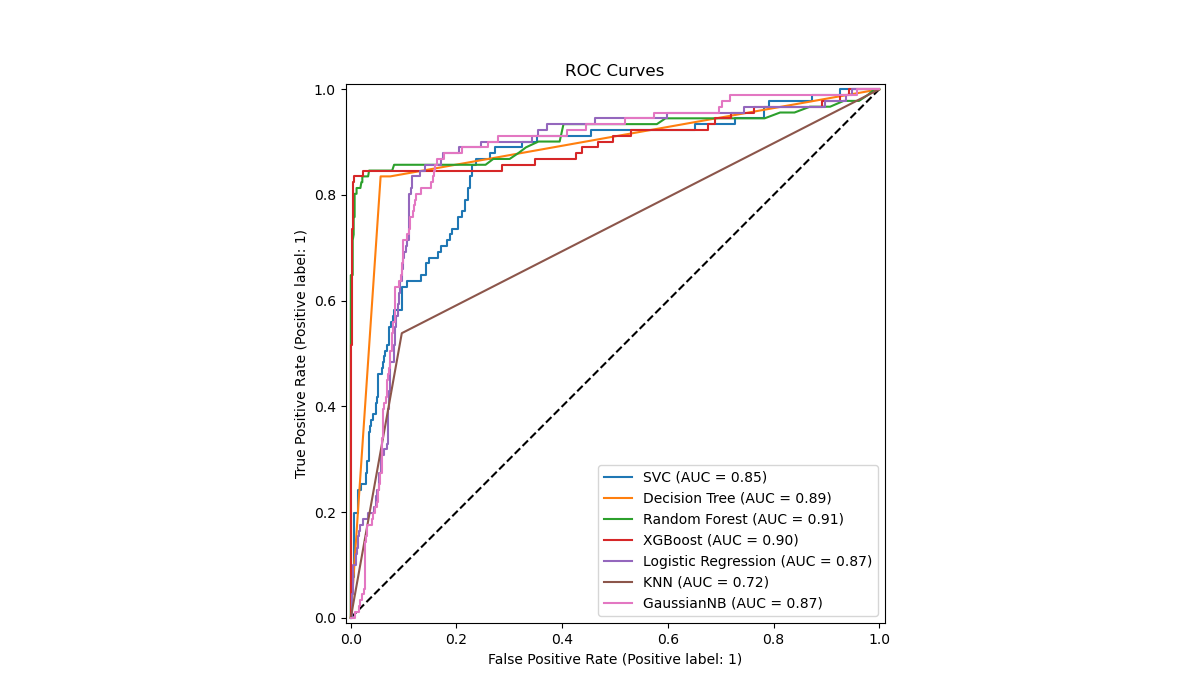 ROC Curves
True Positive Rate (Positive label: 1)
1.0
0.8
0.6
0.4
0.2
0.0
0.0 0.2 0.4 0.6 0.8 1.0
False Positive Rate (Positive label: 1)
SVC (AUC = 0.85)
Decision Tree (AUC = 0.89)
Random Forest (AUC = 0.91)
XGBoost (AUC = 0.90)
Logistic Regression (AUC = 0.87)
KNN (AUC = 0.72)
GaussianNB (AUC = 0.87)